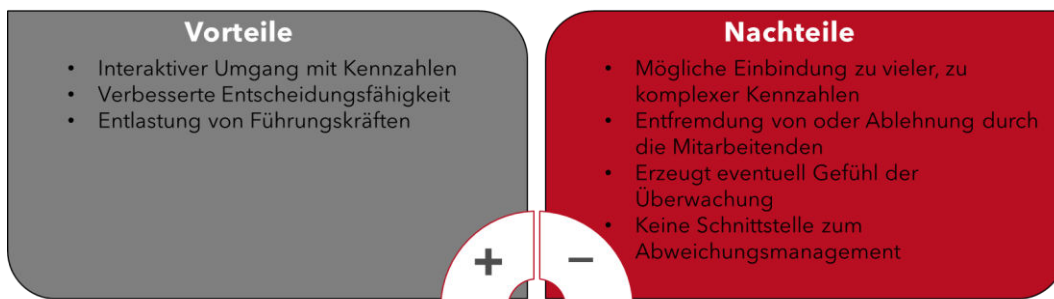 Vorteile
• Interaktiver Umgang mit Kennzahlen
• Verbesserte Entscheidungsfähigkeit
• Entlastung von Führungskräften
+
Nachteile
• Mögliche Einbindung zu vieler, zu
komplexer Kennzahlen
• Entfremdung von oder Ablehnung durch
die Mitarbeitenden
• Erzeugt eventuell Gefühl der
Überwachung
• Keine Schnittstelle zum
Abweichungsmanagement
−